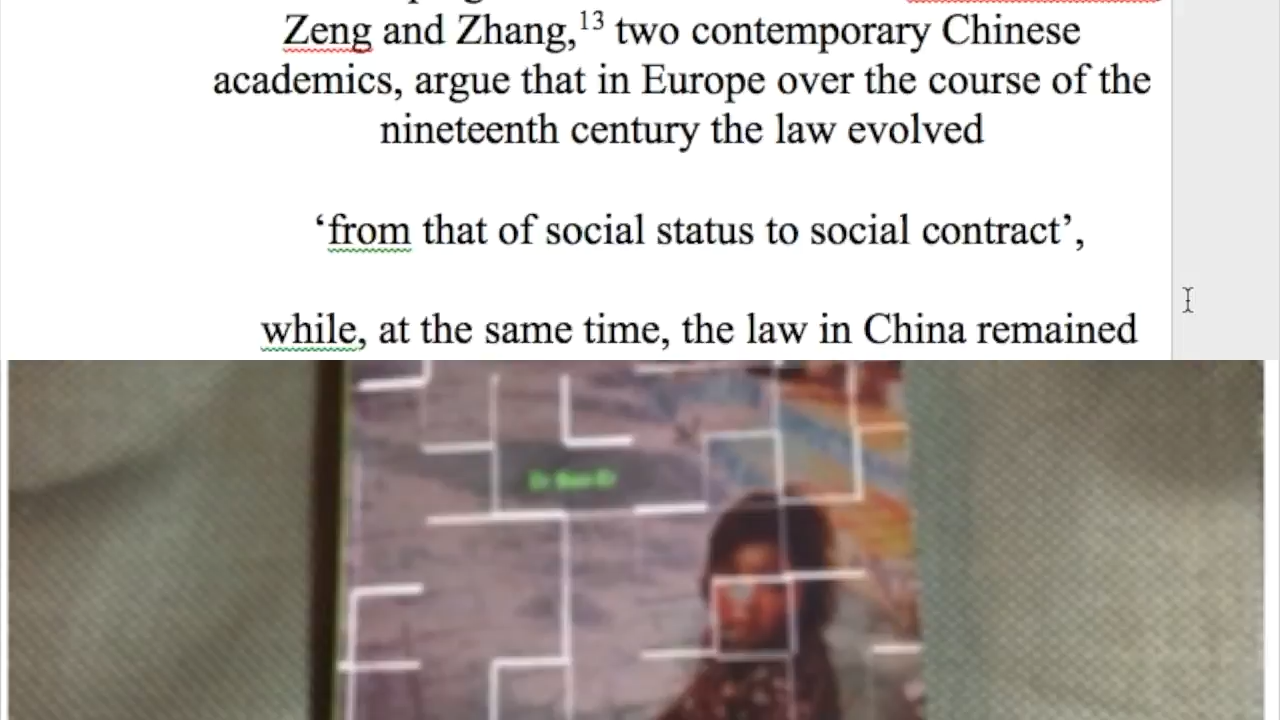 Zeng and Zhang,¹³ two contemporary Chinese
academics, argue that in Europe over the course of the
nineteenth century the law evolved
‘from that of social status to social contract’,
while, at the same time, the law in China remained